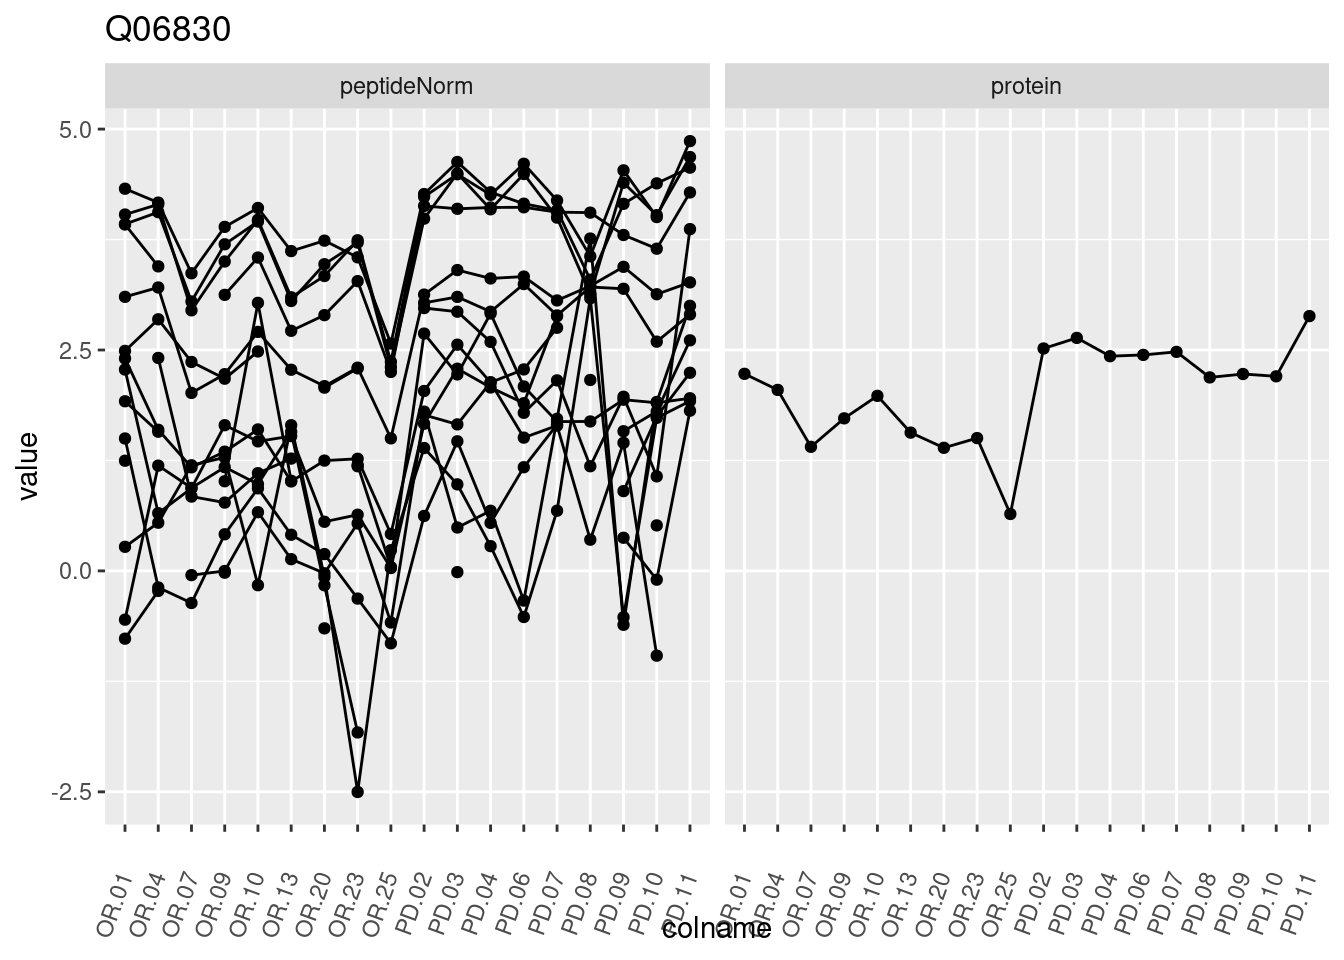 Q06830
peptideNorm protein
5.0
2.5
0.0
-2.5
value
OR.01 OR.04 OR.07 OR.09 OR.10 OR.13 OR.20 OR.23 OR.25 PD.02 PD.03 PD.04 PD.06 PD.07 PD.08 PD.09 PD.10 PD.11 OR.01 OR.04 OR.07 OR.09 OR.10 OR.13 OR.20 OR.23 OR.25 PD.02 PD.03 PD.04 PD.06 PD.07 PD.08 PD.09 PD.10 PD.11
colname